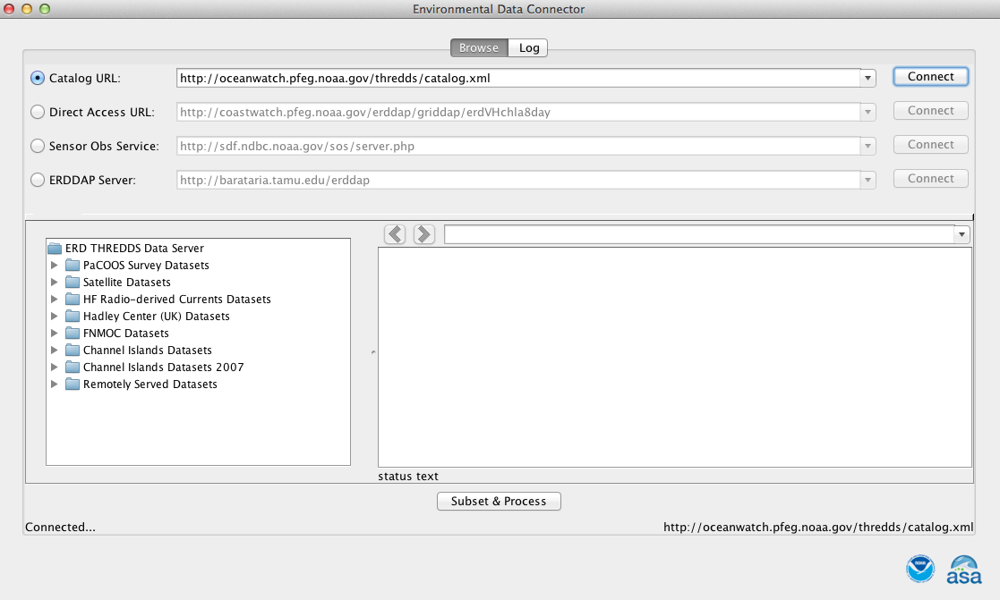 Environmental Data Connector
Browse Log
Catalog URL: http://oceanwatch.pfeg.noaa.gov/thredds/catalog.xml Connect
Direct Access URL: http://coastwatch.pfeg.noaa.gov/erddap/griddap/erdVHchla8day Connect
Sensor Obs Service: http://sdf.ndbc.noaa.gov/sos/server.php Connect
ERDDAP Server: http://barataria.tamu.edu/erddap Connect
ERD THREDDS Data Server
PaCOOS Survey Datasets
Satellite Datasets
HF Radio-derived Currents Datasets
Hadley Center (UK) Datasets
FNMOC Datasets
Channel Islands Datasets
Channel Islands Datasets 2007
Remotely Served Datasets
status text
Subset & Process
Connected... http://oceanwatch.pfeg.noaa.gov/thredds/catalog.xml
asa